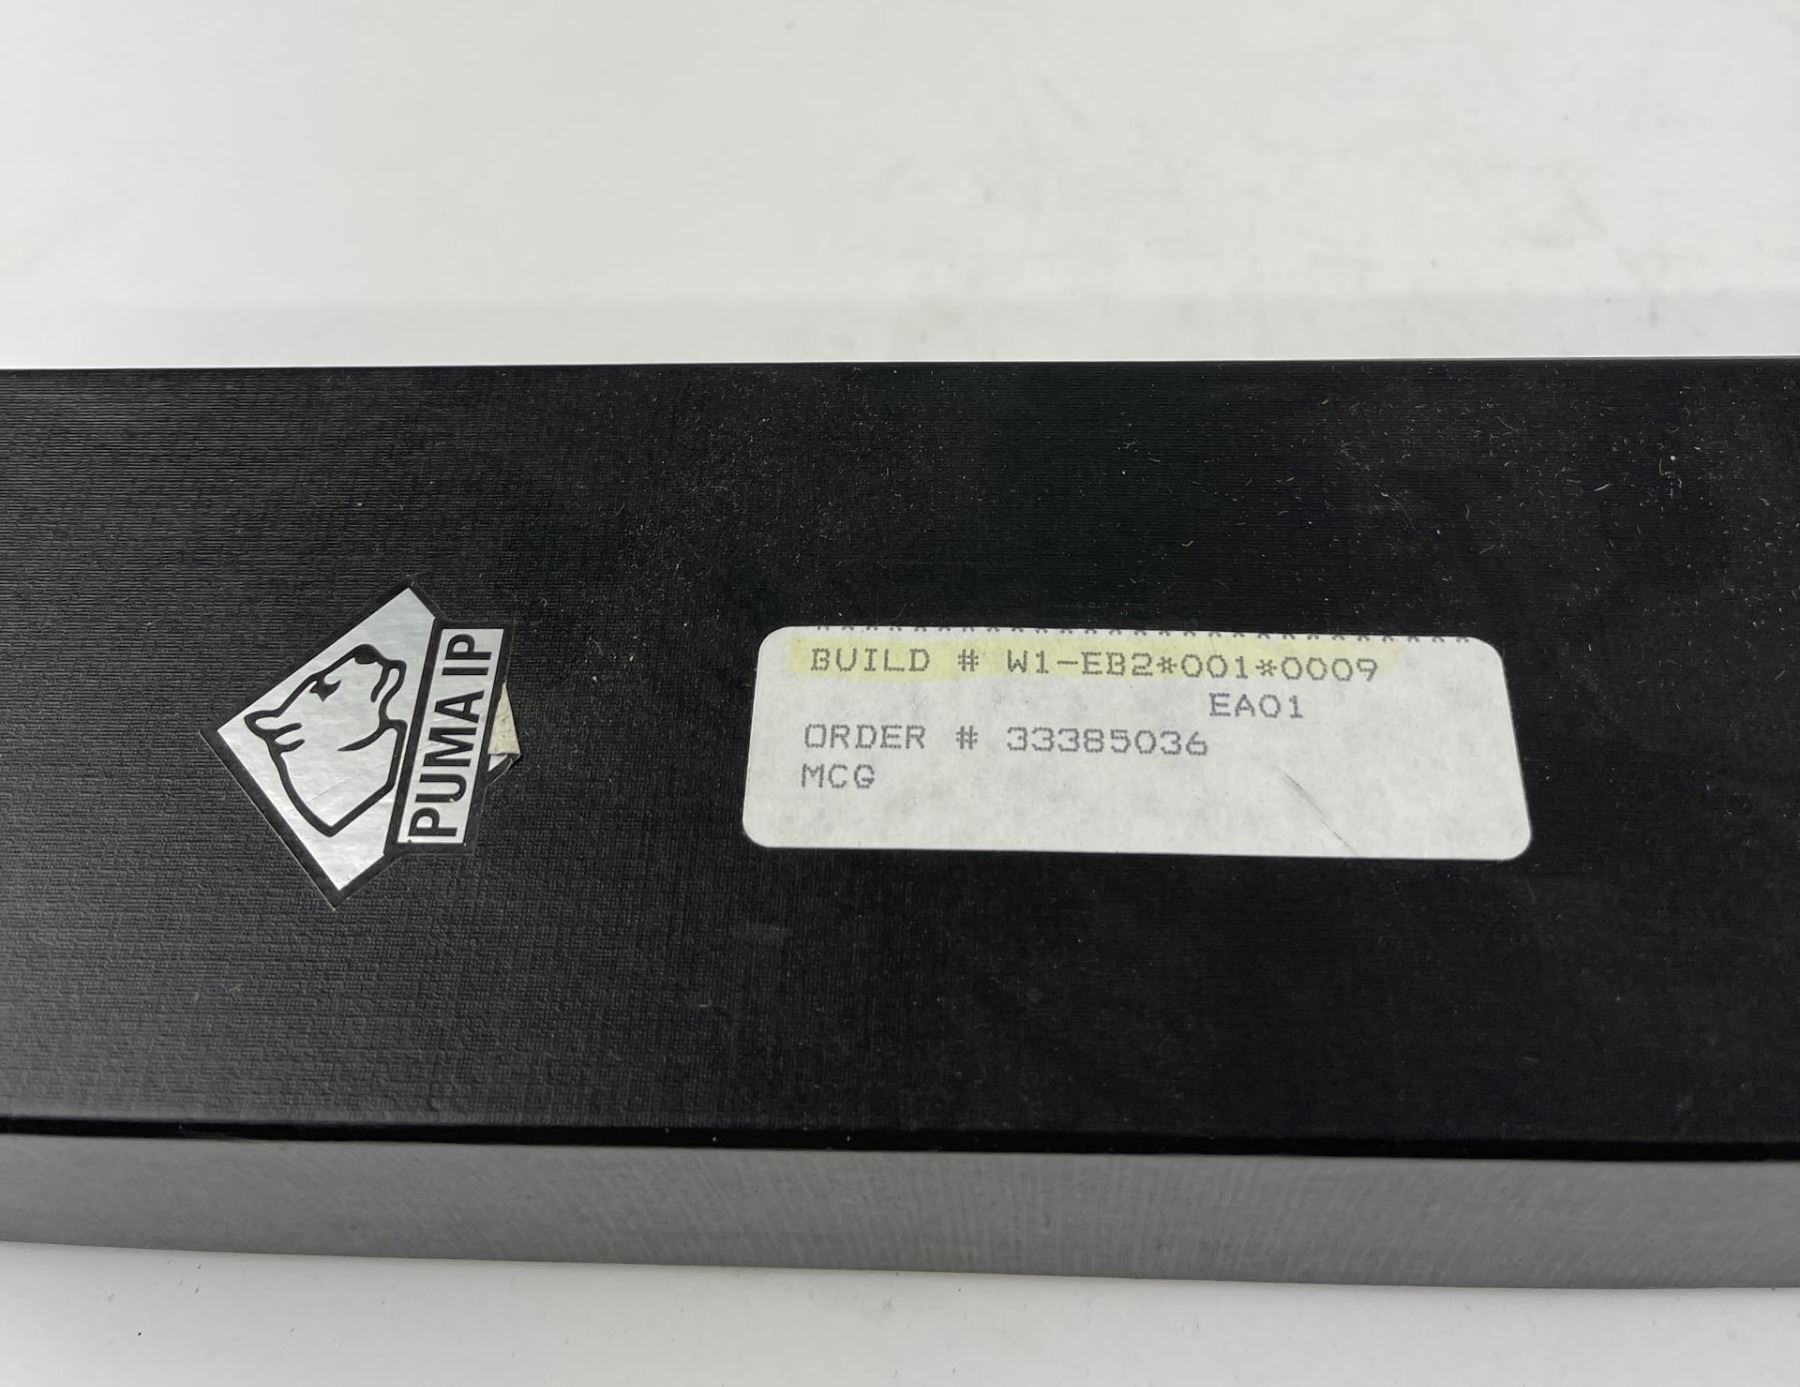 PUMA IP
BUILD # W1-EB2*001*0009
EA01
ORDER # 33385036
MCG